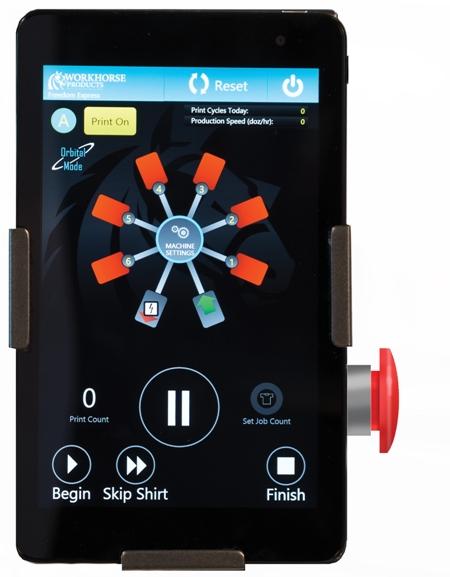 WORKHORSE
PRODUCTS
Freedom Express
Reset
A
Print On
Print Cycles Today: 0
Production Speed (doz/hr): 0
Orbital
Mode
4
3
5
2
MACHINE
SETTINGS
6
1
0
Print Count
Set Job Count
Begin
Skip Shirt
Finish